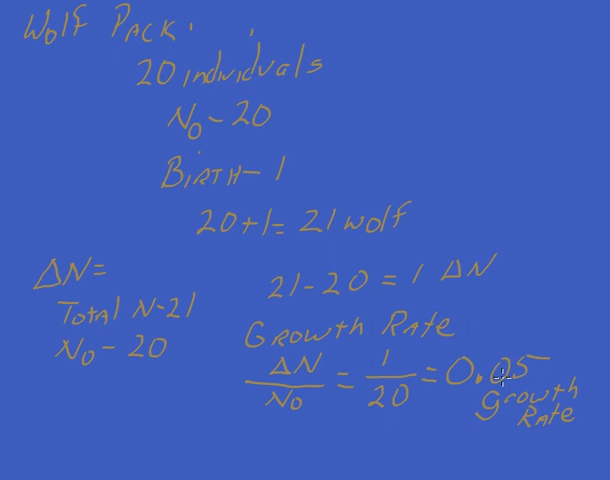 Wolf Pack.
20 individuals
N0 - 20
Birth - 1
20+1= 21 wolf
ΔN=
21-20 = 1 ΔN
Total N-21
N0 - 20
Growth Rate
ΔN/N0 = 1/20 = 0.05
Growth
Rate